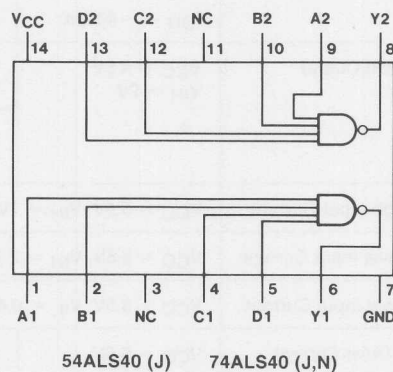 VCC D2 C2 NC B2 A2 Y2
14 13 12 11 10 9 8
1 2 3 4 5 6 7
A1 B1 NC C1 D1 Y1 GND
54ALS40 (J) 74ALS40 (J,N)